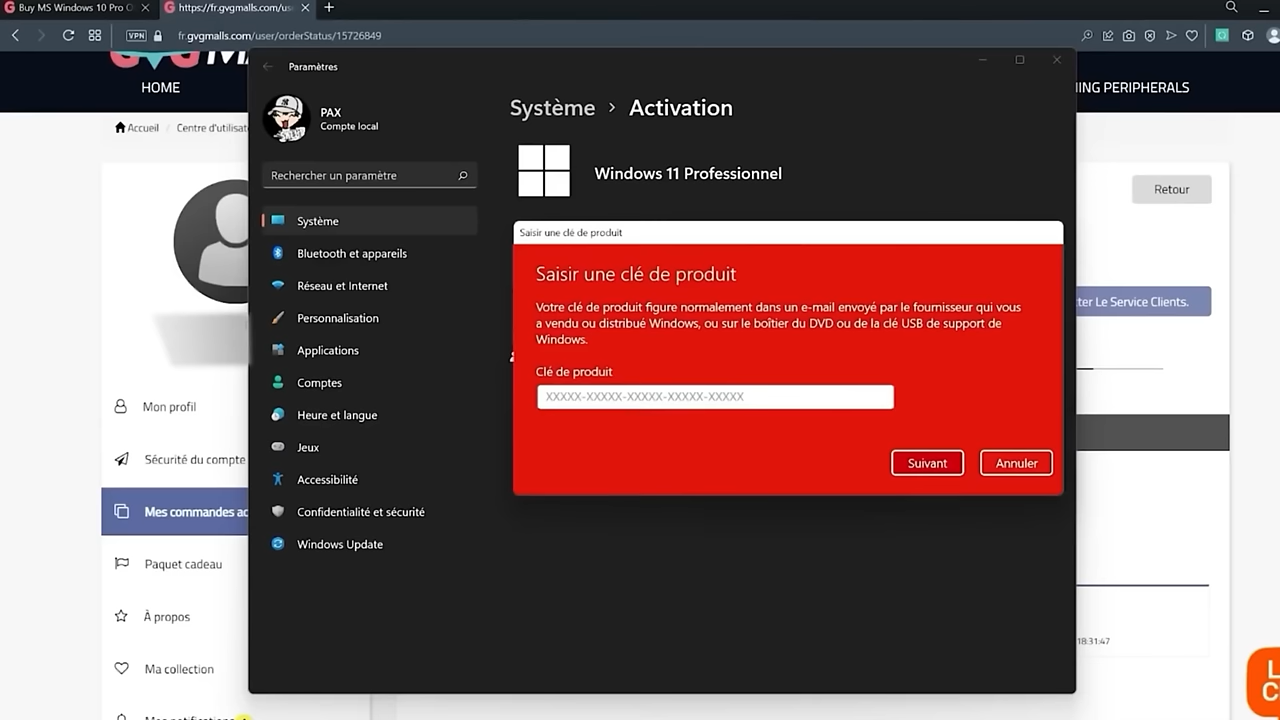 Buy MS Windows 10 Pro O
https://fr.gvgmalls.com/us
VPN
fr.gvgmalls.com/user/orderStatus/15726849
GVG
HOME
ING PERIPHERALS
Accueil / Centre d'utilisat
Retour
ter Le Service Clients.
Mon profil
Sécurité du compte
Mes commandes ac
Paquet cadeau
À propos
Ma collection
Mes notifications
18:31:47
L
C
Paramètres
PAX
Compte local
Rechercher un paramètre
Système
Bluetooth et appareils
Réseau et Internet
Personnalisation
Applications
Comptes
Heure et langue
Jeux
Accessibilité
Confidentialité et sécurité
Windows Update
Système > Activation
Windows 11 Professionnel
Saisir une clé de produit
Saisir une clé de produit
Votre clé de produit figure normalement dans un e-mail envoyé par le fournisseur qui vous
a vendu ou distribué Windows, ou sur le boîtier du DVD ou de la clé USB de support de
Windows.
Clé de produit
XXXXX-XXXXX-XXXXX-XXXXX-XXXXX
Suivant
Annuler